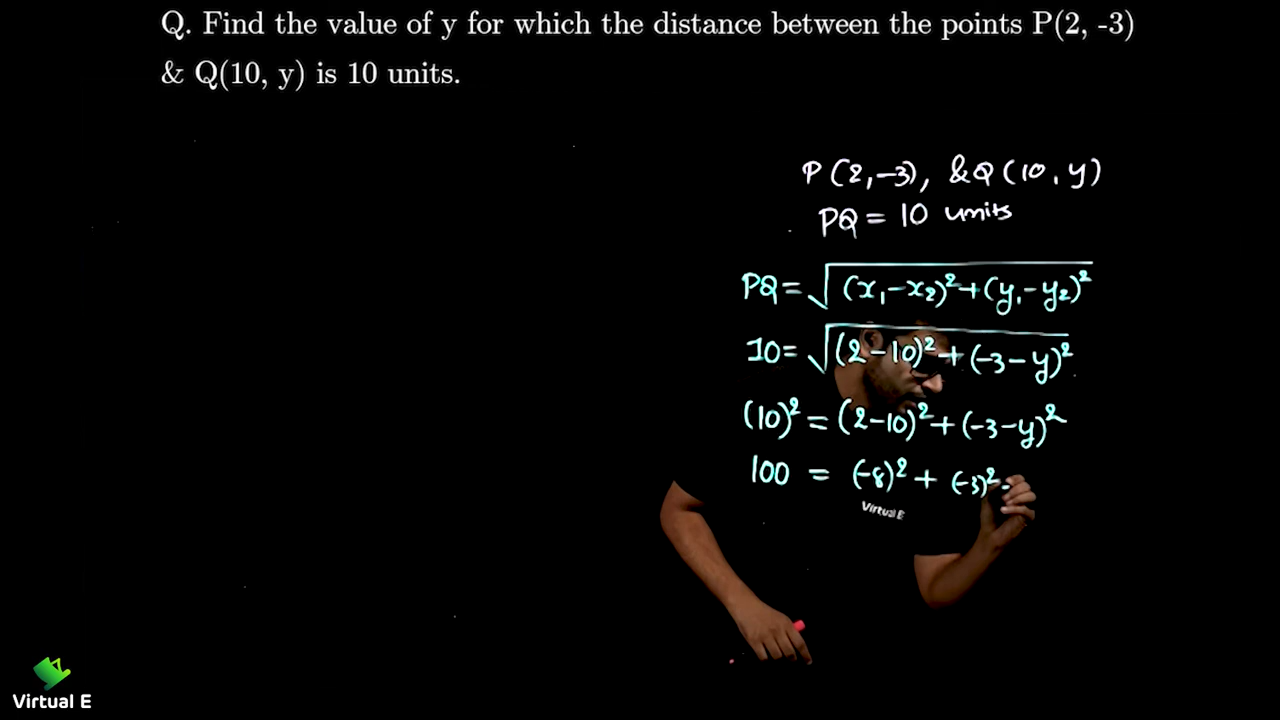 Q. Find the value of y for which the distance between the points P(2, -3)
& Q(10, y) is 10 units.
P (2,-3), & Q (10, y)
PQ = 10 units
PQ = √(x₁-x₂)²+(y₁-y₂)²
10 = √(2-10)²+(-3-y)²
(10)² = (2-10)²+(-3-y)²
100 = (-8)² + (-3)² -
Virtual E
Virtual E